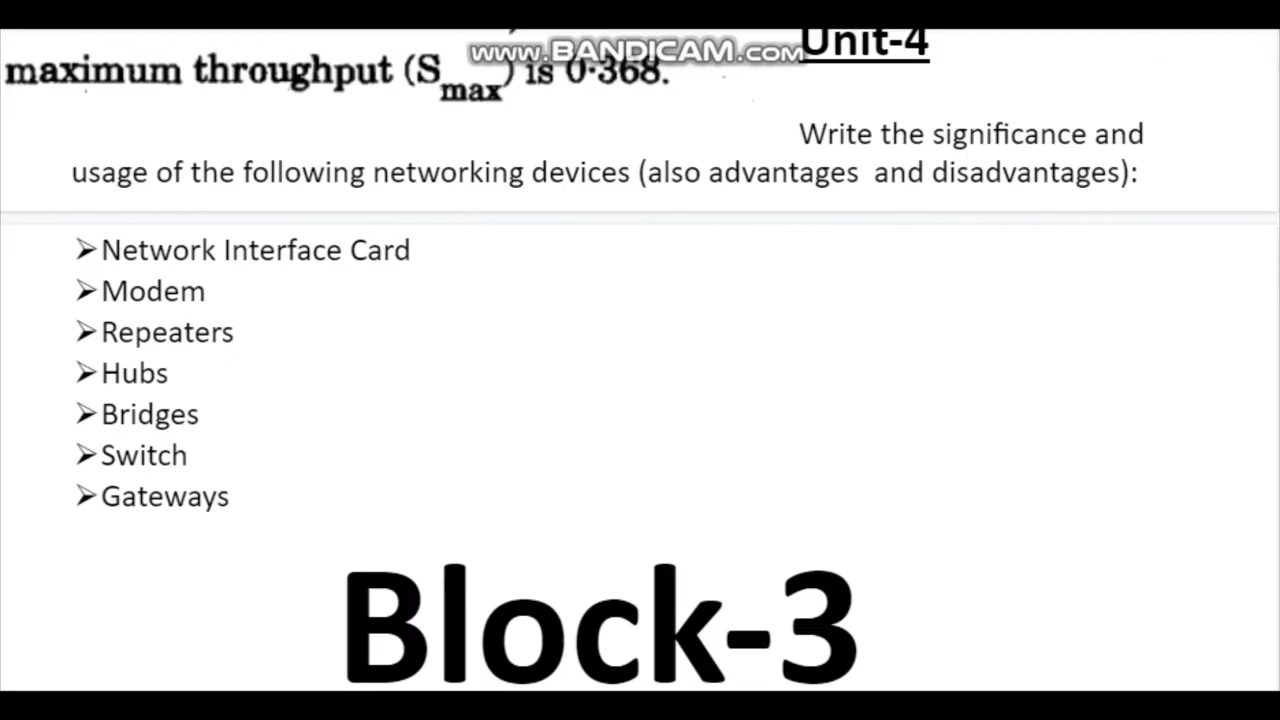 www.BANDICAM.com
Unit-4
maximum throughput (Smax) is 0·368.
Write the significance and
usage of the following networking devices (also advantages and disadvantages):
➢Network Interface Card
➢Modem
➢Repeaters
➢Hubs
➢Bridges
➢Switch
➢Gateways
Block-3